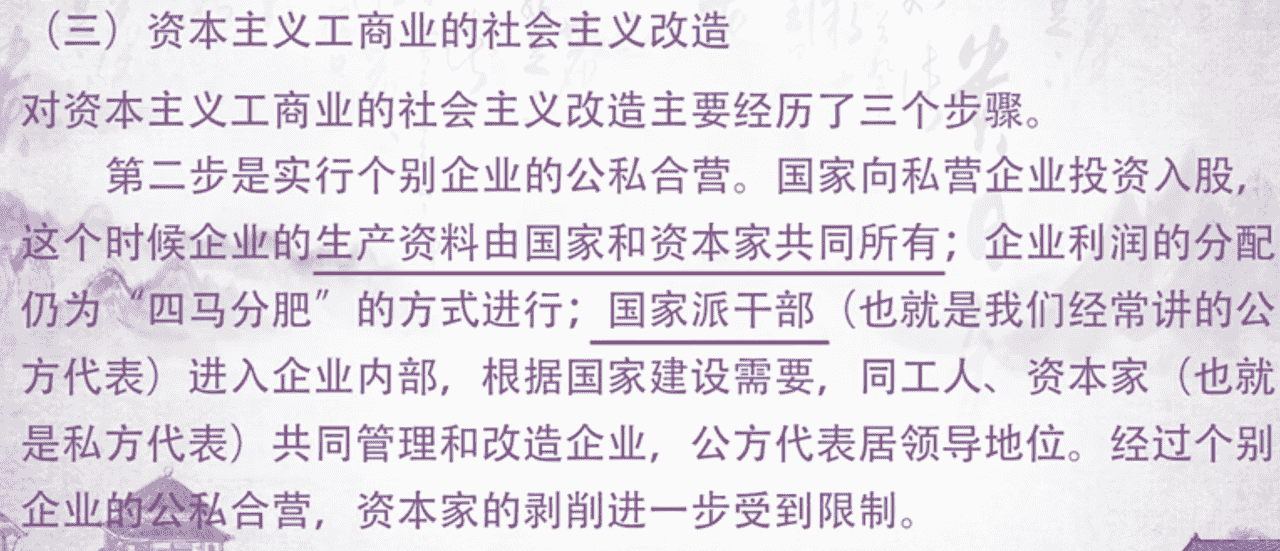 （三）资本主义工商业的社会主义改造
对资本主义工商业的社会主义改造主要经历了三个步骤。
第二步是实行个别企业的公私合营。国家向私营企业投资入股，
这个时候企业的生产资料由国家和资本家共同所有；企业利润的分配
仍为“四马分肥”的方式进行；国家派干部（也就是我们经常讲的公
方代表）进入企业内部，根据国家建设需要，同工人、资本家（也就
是私方代表）共同管理和改造企业，公方代表居领导地位。经过个别
企业的公私合营，资本家的剥削进一步受到限制。